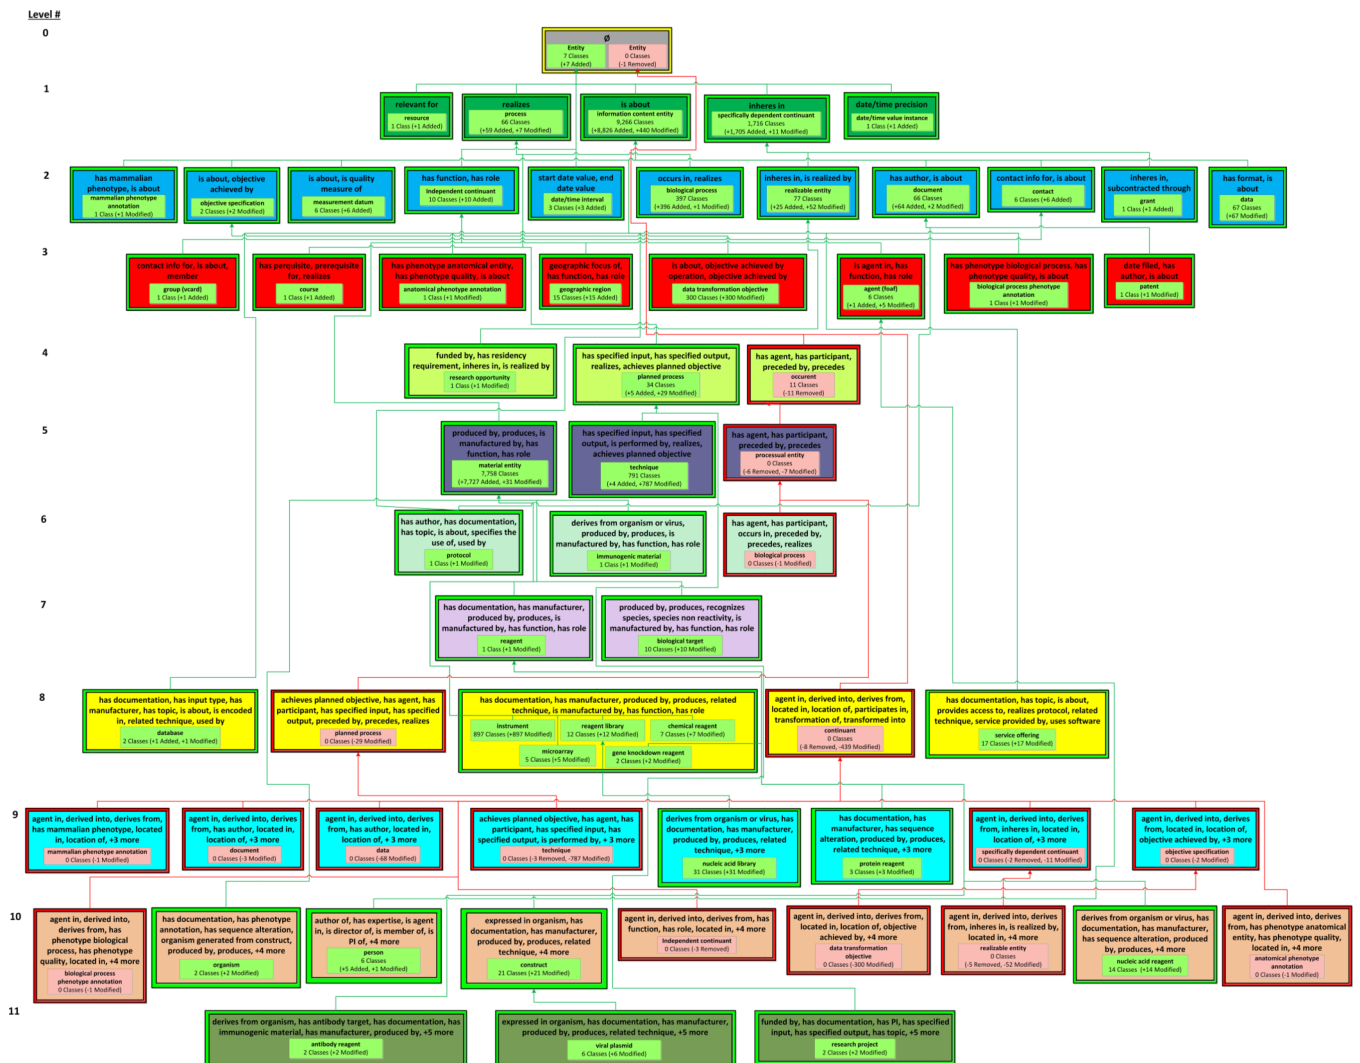 Level #
0
Ø
Entity
7 Classes
(+7 Added)
Entity
0 Classes
(-1 Removed)
1
relevant for
resource
1 Class (+1 Added)
realizes
process
66 Classes
(+59 Added, +7 Modified)
is about
information content entity
9,266 Classes
(+8,826 Added, +440 Modified)
inheres in
specifically dependent continuant
1,716 Classes
(+1,705 Added, +11 Modified)
date/time precision
date/time value instance
1 Class (+1 Added)
2
has mammalian
phenotype, is about
mammalian phenotype
annotation
1 Class (+1 Modified)
is about, objective
achieved by
objective specification
2 Classes (+2 Modified)
is about, is quality
measure of
measurement datum
6 Classes (+6 Added)
has function, has role
Independent continuant
10 Classes (+10 Added)
start date value, end
date value
date/time interval
3 Classes (+3 Added)
occurs in, realizes
biological process
397 Classes
(+396 Added, +1 Modified)
inheres in, is realized by
realizable entity
77 Classes
(+25 Added, +52 Modified)
has author, is about
document
66 Classes
(+64 Added, +2 Modified)
contact info for, is about
contact
6 Classes (+6 Added)
inheres in,
subcontracted through
grant
1 Class (+1 Added)
has format, is
about
data
67 Classes
(+67 Modified)
3
contact info for, is about,
member
group (vcard)
1 Class (+1 Added)
has perquisite, prerequisite
for, realizes
course
1 Class (+1 Added)
has phenotype anatomical entity,
has phenotype quality, is about
anatomical phenotype annotation
1 Class (+1 Modified)
geographic focus of,
has function, has role
geographic region
15 Classes (+15 Added)
is about, objective achieved by
operation, objective achieved by
data transformation objective
300 Classes (+300 Modified)
is agent in, has
function, has role
agent (foaf)
6 Classes
(+1 Added, +5 Modified)
has phenotype biological process, has
phenotype quality, is about
biological process phenotype
annotation
1 Class (+1 Modified)
date filed, has
author, is about
patent
1 Class (+1 Modified)
4
funded by, has residency
requirement, inheres in, is realized by
research opportunity
1 Class (+1 Modified)
has specified input, has specified output,
realizes, achieves planned objective
planned process
34 Classes
(+5 Added, +29 Modified)
has agent, has participant,
preceded by, precedes
occurent
11 Classes
(-11 Removed)
5
produced by, produces, is
manufactured by, has
function, has role
material entity
7,758 Classes
(+7,727 Added, +31 Modified)
has specified input, has specified
output, is performed by, realizes,
achieves planned objective
technique
791 Classes
(+4 Added, +787 Modified)
has agent, has participant,
preceded by, precedes
processual entity
0 Classes
(-6 Removed, -7 Modified)
6
has author, has documentation,
has topic, is about, specifies the
use of, used by
protocol
1 Class (+1 Modified)
derives from organism or virus,
produced by, produces, is
manufactured by, has function, has role
immunogenic material
1 Class (+1 Modified)
has agent, has participant,
occurs in, preceded by,
precedes, realizes
biological process
0 Classes (-1 Modified)
7
has documentation, has manufacturer,
produced by, produces, is
manufactured by, has function, has role
reagent
1 Class (+1 Modified)
produced by, produces, recognizes
species, species non reactivity, is
manufactured by, has function, has role
biological target
10 Classes (+10 Modified)
8
has documentation, has input type, has
manufacturer, has topic, is about, is encoded
in, related technique, used by
database
2 Classes (+1 Added, +1 Modified)
achieves planned objective, has agent, has
participant, has specified input, has specified
output, preceded by, precedes, realizes
planned process
0 Classes (-29 Modified)
has documentation, has manufacturer, produced by, produces, related
technique, is manufactured by, has function, has role
instrument
897 Classes (+897 Modified)
reagent library
12 Classes (+12 Modified)
chemical reagent
7 Classes (+7 Modified)
microarray
5 Classes (+5 Modified)
gene knockdown reagent
2 Classes (+2 Modified)
agent in, derived into, derives from,
located in, location of, participates in,
transformation of, transformed into
continuant
0 Classes
(-8 Removed, -439 Modified)
has documentation, has topic, is about,
provides access to, realizes protocol, related
technique, service provided by, uses software
service offering
17 Classes (+17 Modified)
9
agent in, derived into, derives from,
has mammalian phenotype, located
in, location of, +3 more
mammalian phenotype annotation
0 Classes (-1 Modified)
agent in, derived into, derives
from, has author, located in,
location of, +3 more
document
0 Classes (-3 Modified)
agent in, derived into, derives
from, has author, located in,
location of, + 3 more
data
0 Classes (-68 Modified)
achieves planned objective, has agent, has
participant, has specified input, has
specified output, is performed by, + 3 more
technique
0 Classes (-3 Removed, -787 Modified)
derives from organism or virus, has
documentation, has manufacturer,
produced by, produces, related
technique, +3 more
nucleic acid library
31 Classes (+31 Modified)
has documentation, has
manufacturer, has sequence
alteration, produced by, produces,
related technique, +3 more
protein reagent
3 Classes (+3 Modified)
agent in, derived into, derives
from, inheres in, located in,
location of, +3 more
specifically dependent continuant
0 Classes (-2 Removed, -11 Modified)
agent in, derived into, derives
from, located in, location of,
objective achieved by, +3 more
objective specification
0 Classes (-2 Modified)
10
agent in, derived into,
derives from, has
phenotype biological
process, has phenotype
quality, located in, +4 more
biological process
phenotype annotation
0 Classes (-1 Modified)
has documentation, has phenotype
annotation, has sequence alteration,
organism generated from construct,
produced by, produces, +4 more
organism
2 Classes (+2 Modified)
author of, has expertise, is agent
in, is director of, is member of, is
PI of, +4 more
person
6 Classes
(+5 Added, +1 Modified)
expressed in organism, has
documentation, has manufacturer,
produced by, produces, related
technique, +4 more
construct
21 Classes (+21 Modified)
agent in, derived into, derives from, has
function, has role, located in, +4 more
Independent continuant
0 Classes (-3 Removed)
agent in, derived into, derives from,
located in, location of, objective
achieved by, +4 more
data transformation
objective
0 Classes (-300 Modified)
agent in, derived into, derives
from, inheres in, is realized by,
located in, +4 more
realizable entity
0 Classes
(-5 Removed, -52 Modified)
derives from organism or virus, has
documentation, has manufacturer,
has sequence alteration, produced
by, produces, +4 more
nucleic acid reagent
14 Classes (+14 Modified)
agent in, derived into, derives
from, has phenotype anatomical
entity, has phenotype quality,
located in, +4 more
anatomical phenotype
annotation
0 Classes (-1 Modified)
11
derives from organism, has antibody target, has documentation, has
immunogenic material, has manufacturer, produced by, +5 more
antibody reagent
2 Classes (+2 Modified)
expressed in organism, has documentation, has manufacturer,
produced by, produces, related technique, +5 more
viral plasmid
6 Classes (+6 Modified)
funded by, has documentation, has PI, has specified
input, has specified output, has topic, +5 more
research project
2 Classes (+2 Modified)